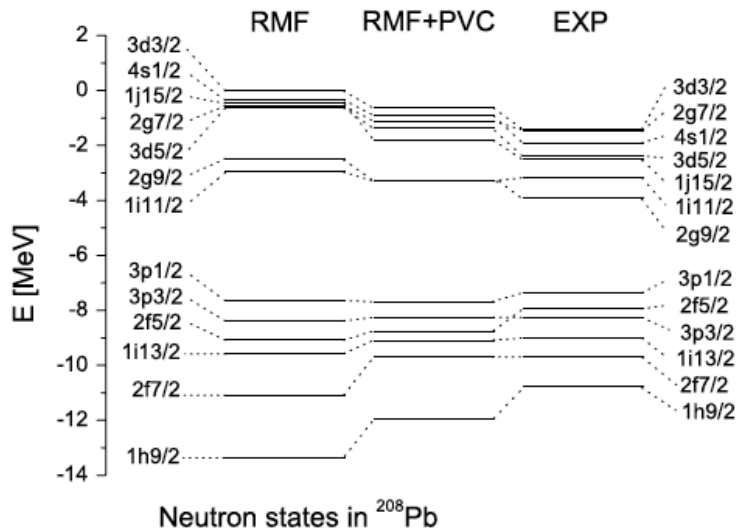 RMF RMF+PVC EXP
E [MeV]
2
0
-2
-4
-6
-8
-10
-12
-14
3d3/2
4s1/2
1j15/2
2g7/2
3d5/2
2g9/2
1i11/2
3p1/2
3p3/2
2f5/2
1i13/2
2f7/2
1h9/2
3d3/2
2g7/2
4s1/2
3d5/2
1j15/2
1i11/2
2g9/2
3p1/2
2f5/2
3p3/2
1i13/2
2f7/2
1h9/2
Neutron states in ²⁰⁸Pb